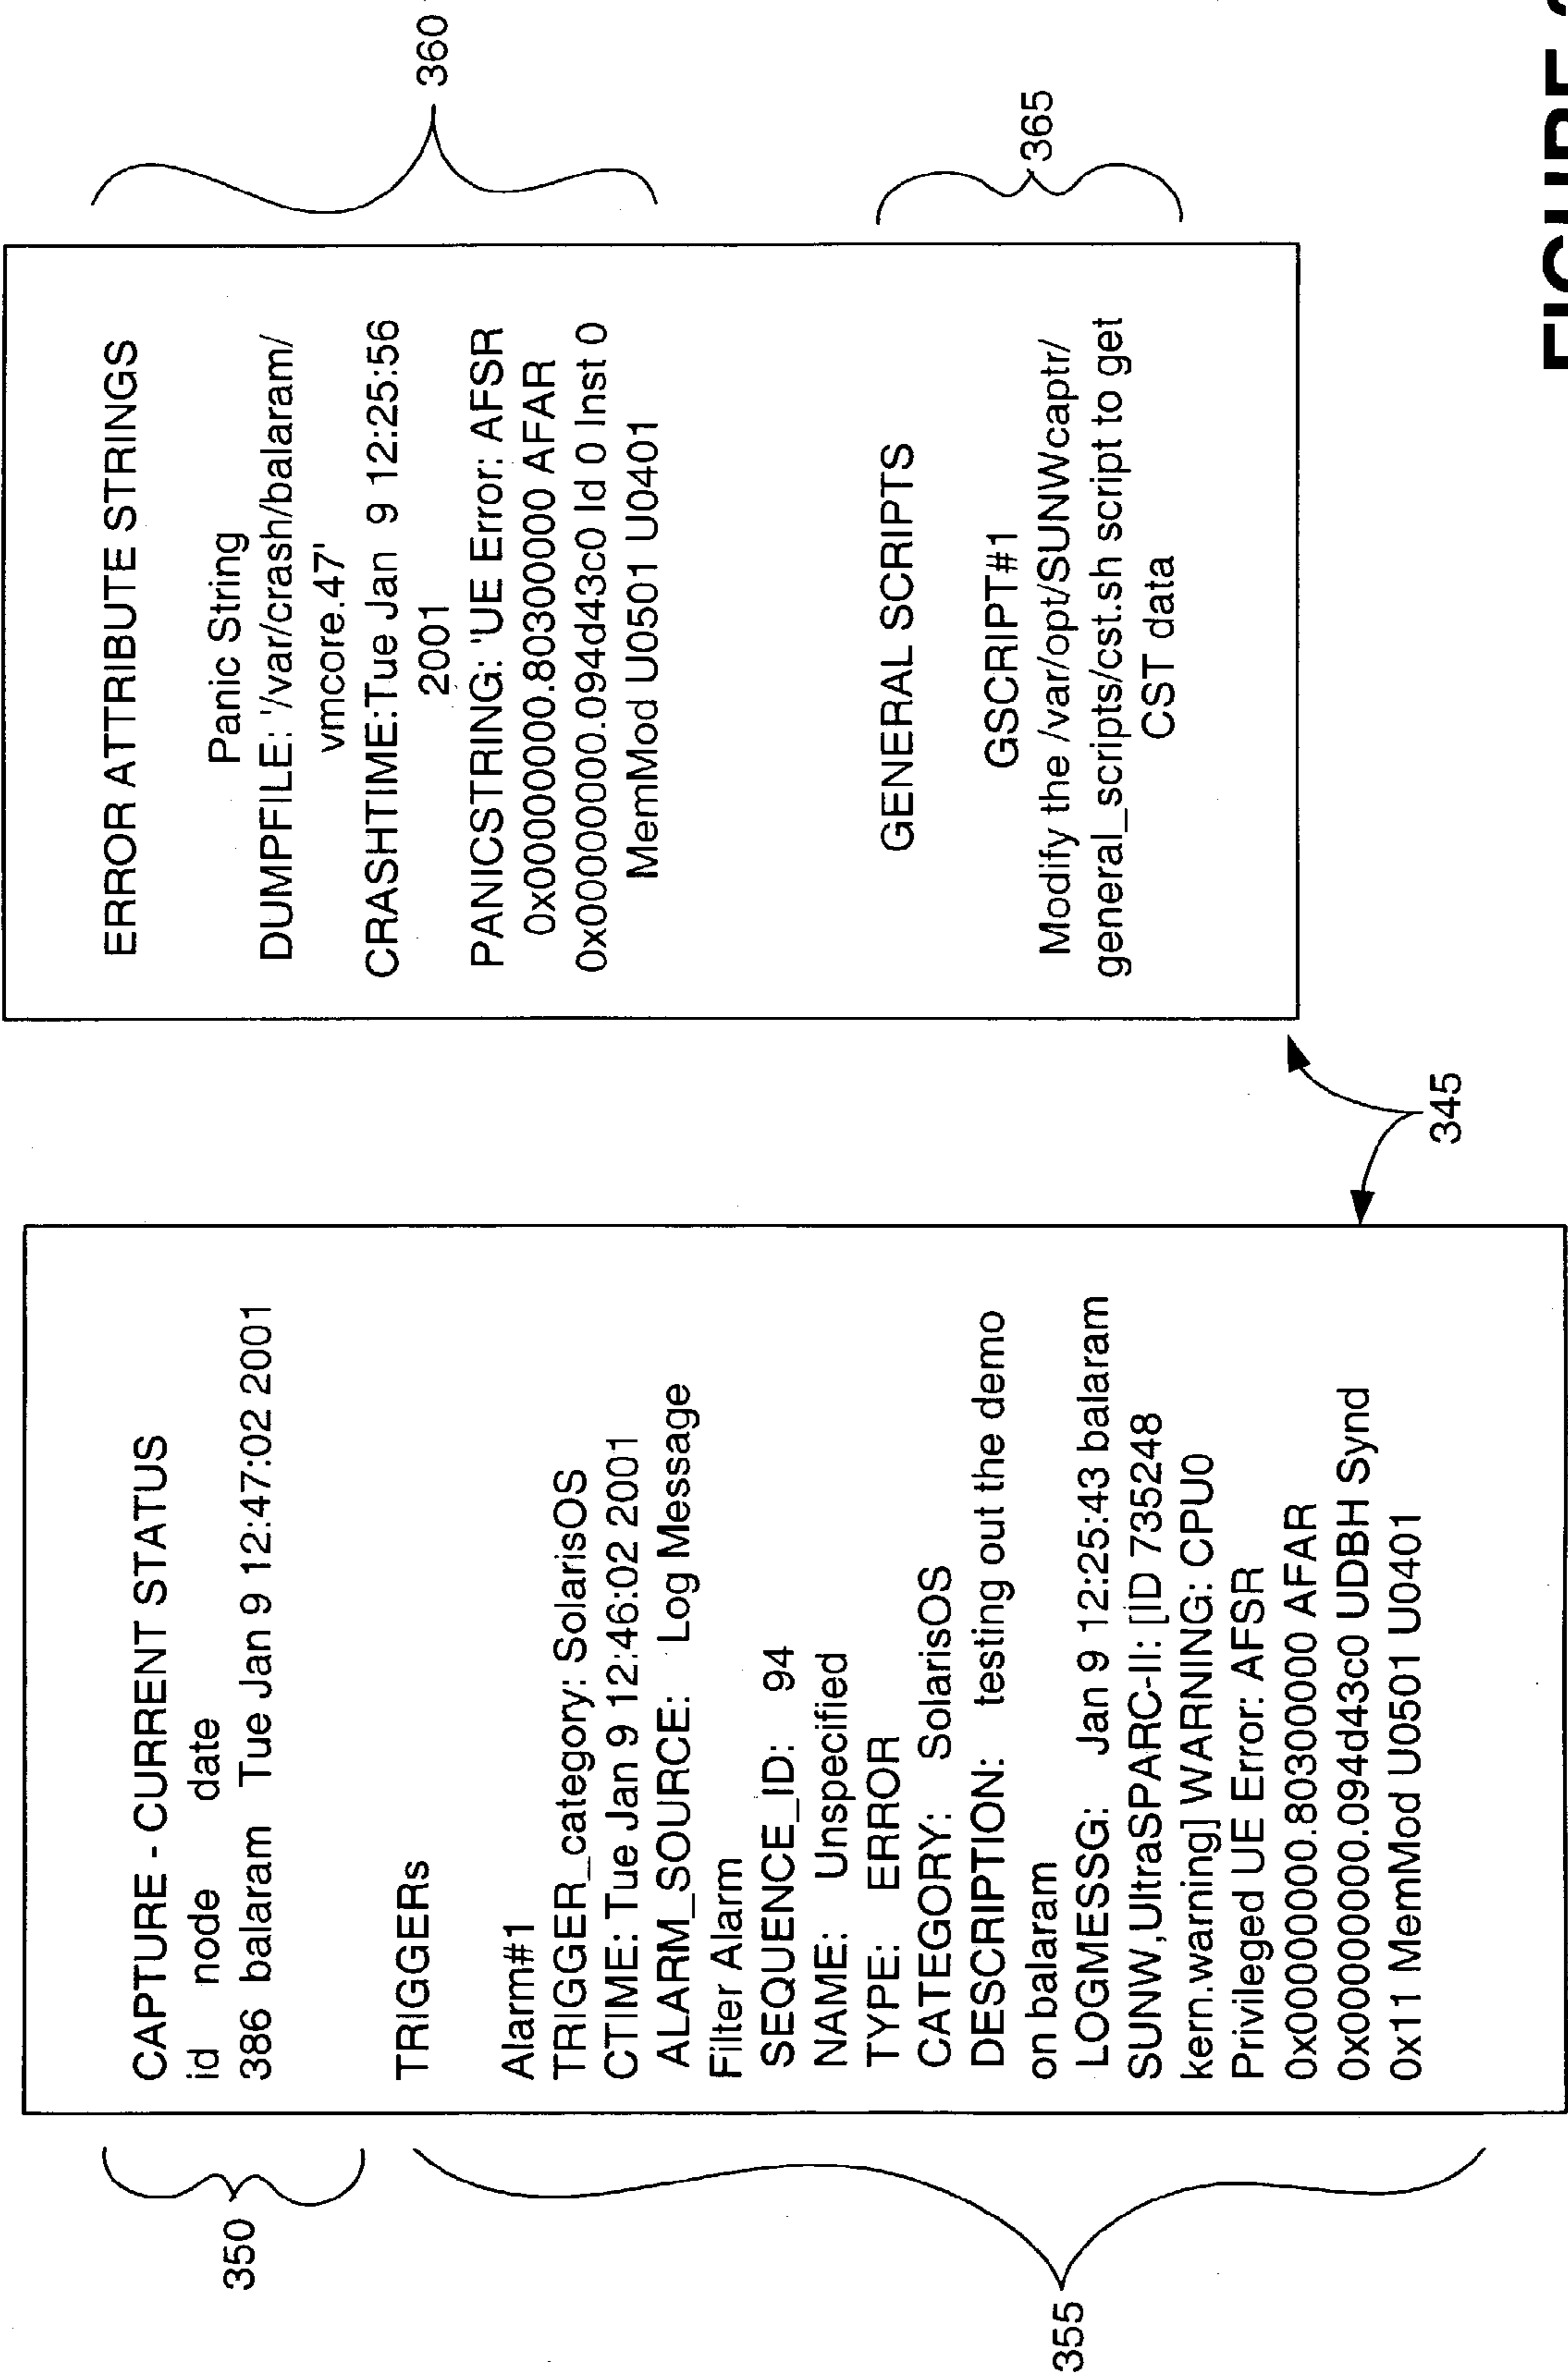 350
355
CAPTURE - CURRENT STATUS
id node date
386 balaram Tue Jan 9 12:47:02 2001
TRIGGERs
Alarm#1
TRIGGER_category: SolarisOS
CTIME: Tue Jan 9 12:46:02 2001
ALARM_SOURCE: Log Message
Filter Alarm
SEQUENCE_ID: 94
NAME: Unspecified
TYPE: ERROR
CATEGORY: SolarisOS
DESCRIPTION: testing out the demo
on balaram
LOGMESSG: Jan 9 12:25:43 balaram
SUNW,UltraSPARC-II: [ID 735248
kern.warning] WARNING: CPU0
Privileged UE Error: AFSR
0x00000000.80300000 AFAR
0x00000000.094d43c0 UDBH Synd
0x11 MemMod U0501 U0401
345
ERROR ATTRIBUTE STRINGS
Panic String
DUMPFILE: '/var/crash/balaram/
vmcore.47'
CRASHTIME:Tue Jan 9 12:25:56
2001
PANICSTRING: 'UE Error: AFSR
0x00000000.80300000 AFAR
0x00000000.094d43c0 Id 0 Inst 0
MemMod U0501 U0401
GENERAL SCRIPTS
GSCRIPT#1
Modify the /var/opt/SUNWcaptr/
general_scripts/cst.sh script to get
CST data
360
365
FIGURE